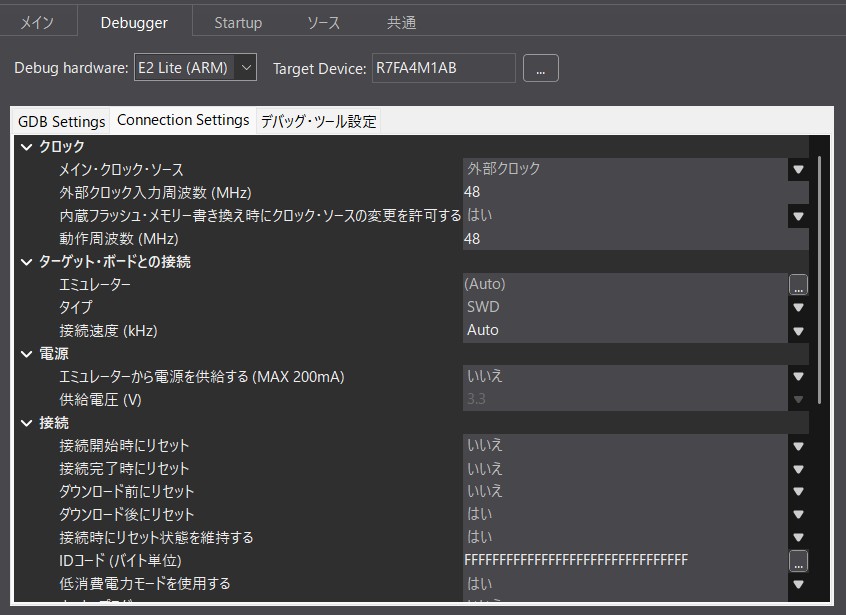 メイン Debugger Startup ソース 共通
Debug hardware: E2 Lite (ARM) Target Device: R7FA4M1AB ...
GDB Settings Connection Settings デバッグ・ツール設定
クロック
メイン・クロック・ソース 外部クロック
外部クロック入力周波数 (MHz) 48
内蔵フラッシュ・メモリー書き換え時にクロック・ソースの変更を許可する はい
動作周波数 (MHz) 48
ターゲット・ボードとの接続
エミュレーター (Auto) ...
タイプ SWD
接続速度 (kHz) Auto
電源
エミュレーターから電源を供給する (MAX 200mA) いいえ
供給電圧 (V) 3.3
接続
接続開始時にリセット いいえ
接続完了時にリセット いいえ
ダウンロード前にリセット いいえ
ダウンロード後にリセット はい
接続時にリセット状態を維持する はい
IDコード (バイト単位) FFFFFFFFFFFFFFFFFFFFFFFFFFFFFFFF ...
低消費電力モードを使用する はい